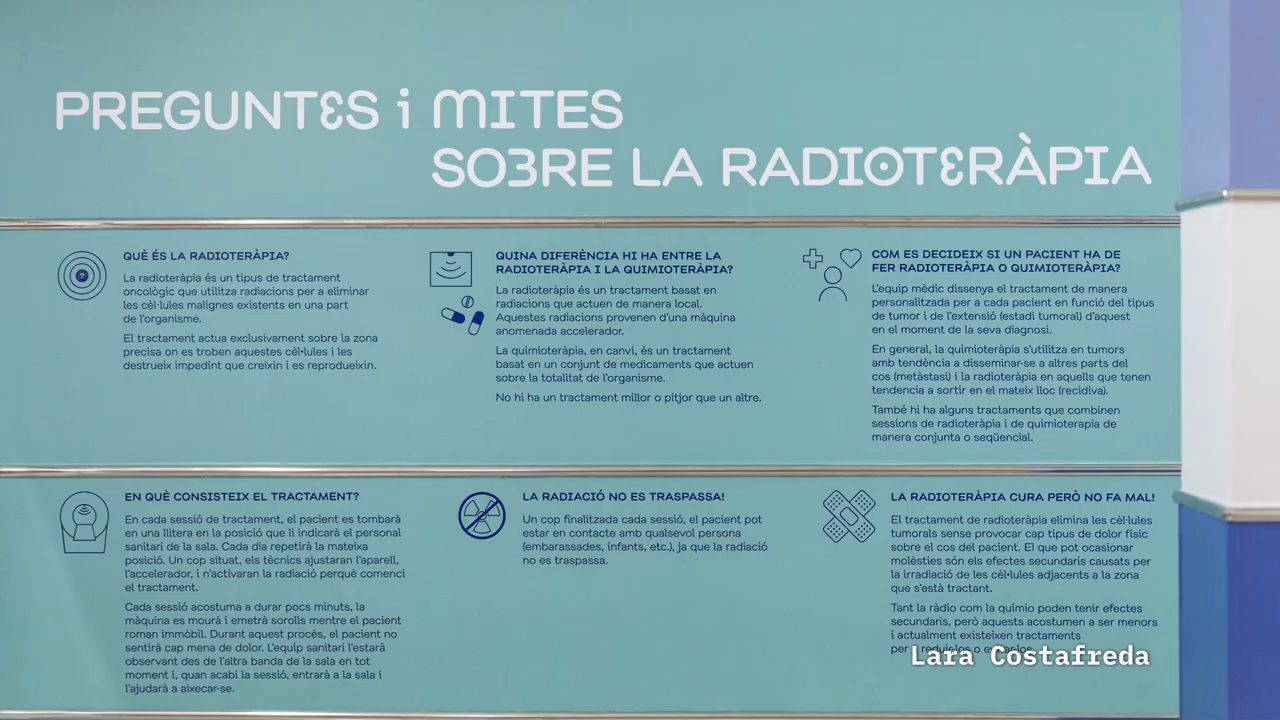 PREGUNTES i MITES
SOBRE LA RADIOTERÀPIA
QUÈ ÉS LA RADIOTERÀPIA?
La radioteràpia és un tipus de tractament
oncològic que utilitza radiacions per a eliminar
les cèl·lules malignes existents en una part
de l'organisme.
El tractament actua exclusivament sobre la zona
precisa on es troben aquestes cèl·lules i les
destrueix impedint que creixin i es reprodueixin.
QUINA DIFERÈNCIA HI HA ENTRE LA
RADIOTERÀPIA I LA QUIMIOTERÀPIA?
La radioteràpia és un tractament basat en
radiacions que actuen de manera local.
Aquestes radiacions provenen d'una màquina
anomenada accelerador.
La quimioteràpia, en canvi, és un tractament
basat en un conjunt de medicaments que actuen
sobre la totalitat de l'organisme.
No hi ha un tractament millor o pitjor que un altre.
COM ES DECIDEIX SI UN PACIENT HA DE
FER RADIOTERÀPIA O QUIMIOTERÀPIA?
L'equip mèdic dissenya el tractament de manera
personalitzada per a cada pacient en funció del tipus
de tumor i de l'extensió (estadi tumoral) d'aquest
en el moment de la seva diagnosi.
En general, la quimioteràpia s'utilitza en tumors
amb tendència a disseminar-se a altres parts del
cos (metàstasi) i la radioteràpia en aquells que tenen
tendencia a sortir en el mateix lloc (recidiva).
També hi ha alguns tractaments que combinen
sessions de radioteràpia i de quimioterapia de
manera conjunta o seqüencial.
EN QUÈ CONSISTEIX EL TRACTAMENT?
En cada sessió de tractament, el pacient es tombarà
en una llitera en la posició que li indicarà el personal
sanitari de la sala. Cada dia repetirà la mateixa
posició. Un cop situat, els tècnics ajustaran l'aparell,
l'accelerador, i n'activaran la radiació perquè comenci
el tractament.
Cada sessió acostuma a durar pocs minuts, la
màquina es mourà i emetrà sorolls mentre el pacient
roman immòbil. Durant aquest procés, el pacient no
sentirà cap mena de dolor. L'equip sanitari l'estarà
observant des de l'altra banda de la sala en tot
moment i, quan acabi la sessió, entrarà a la sala i
l'ajudarà a aixecar-se.
LA RADIACIÓ NO ES TRASPASSA!
Un cop finalitzada cada sessió, el pacient pot
estar en contacte amb qualsevol persona
(embarassades, infants, etc.), ja que la radiació
no es traspassa.
LA RADIOTERÀPIA CURA PERÒ NO FA MAL!
El tractament de radioteràpia elimina les cèl·lules
tumorals sense provocar cap tipus de dolor físic
sobre el cos del pacient. El que pot ocasionar
molèsties són els efectes secundaris causats per
la irradiació de les cèl·lules adjacents a la zona
que s'està tractant.
Tant la ràdio com la químio poden tenir efectes
secundaris, però aquests acostumen a ser menors
i actualment existeixen tractaments
per reduir-los o
Lara Costafreda